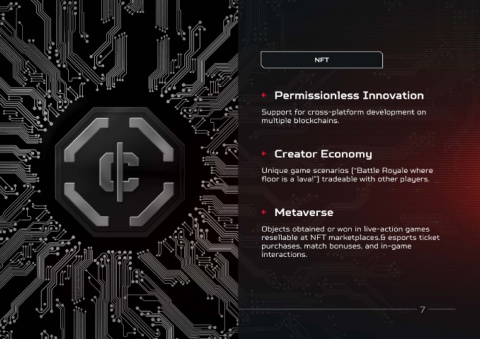 NFT
Permissionless Innovation
Support for cross-platform development on
multiple blockchains.
Creator Economy
Unique game scenarios ("Battle Royale where
floor is a lava!") tradeable with other players.
Metaverse
Objects obtained or won in live-action games
resellable at NFT marketplaces.& esports ticket
purchases, match bonuses, and in-game
interactions.
7